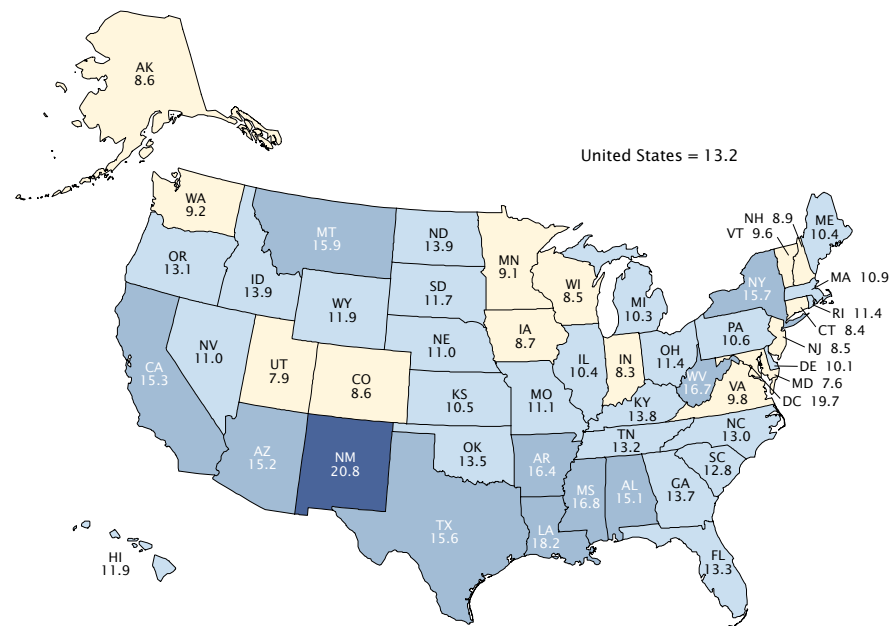 AK
8.6
United States = 13.2
WA
9.2
MT
15.9
ND
13.9
MN
9.1
NH 8.9
VT 9.6
ME
10.4
OR
13.1
ID
13.9
SD
11.7
WI
8.5
MI
10.3
NY
15.7
MA 10.9
RI 11.4
CT 8.4
NJ 8.5
DE 10.1
MD 7.6
DC 19.7
WY
11.9
NV
11.0
NE
11.0
IA
8.7
IL
10.4
IN
8.3
OH
11.4
PA
10.6
CA
15.3
UT
7.9
CO
8.6
KS
10.5
MO
11.1
KY
13.8
WV
16.7
VA
9.8
AZ
15.2
NM
20.8
OK
13.5
AR
16.4
TN
13.2
NC
13.0
SC
12.8
MS
16.8
AL
15.1
GA
13.7
TX
15.6
LA
18.2
FL
13.3
HI
11.9